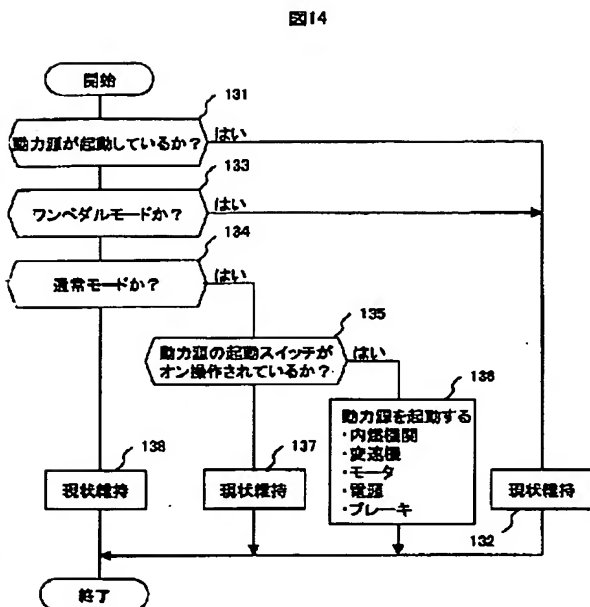 図14
開始
131
動力源が起動しているか?
はい
133
ワンペダルモードか?
はい
134
通常モードか?
はい
135
動力源の起動スイッチが
オン操作されているか?
はい
136
動力源を起動する
・内燃機関
・変速機
・モータ
・電源
・ブレーキ
138
現状維持
137
現状維持
現状維持
132
終了